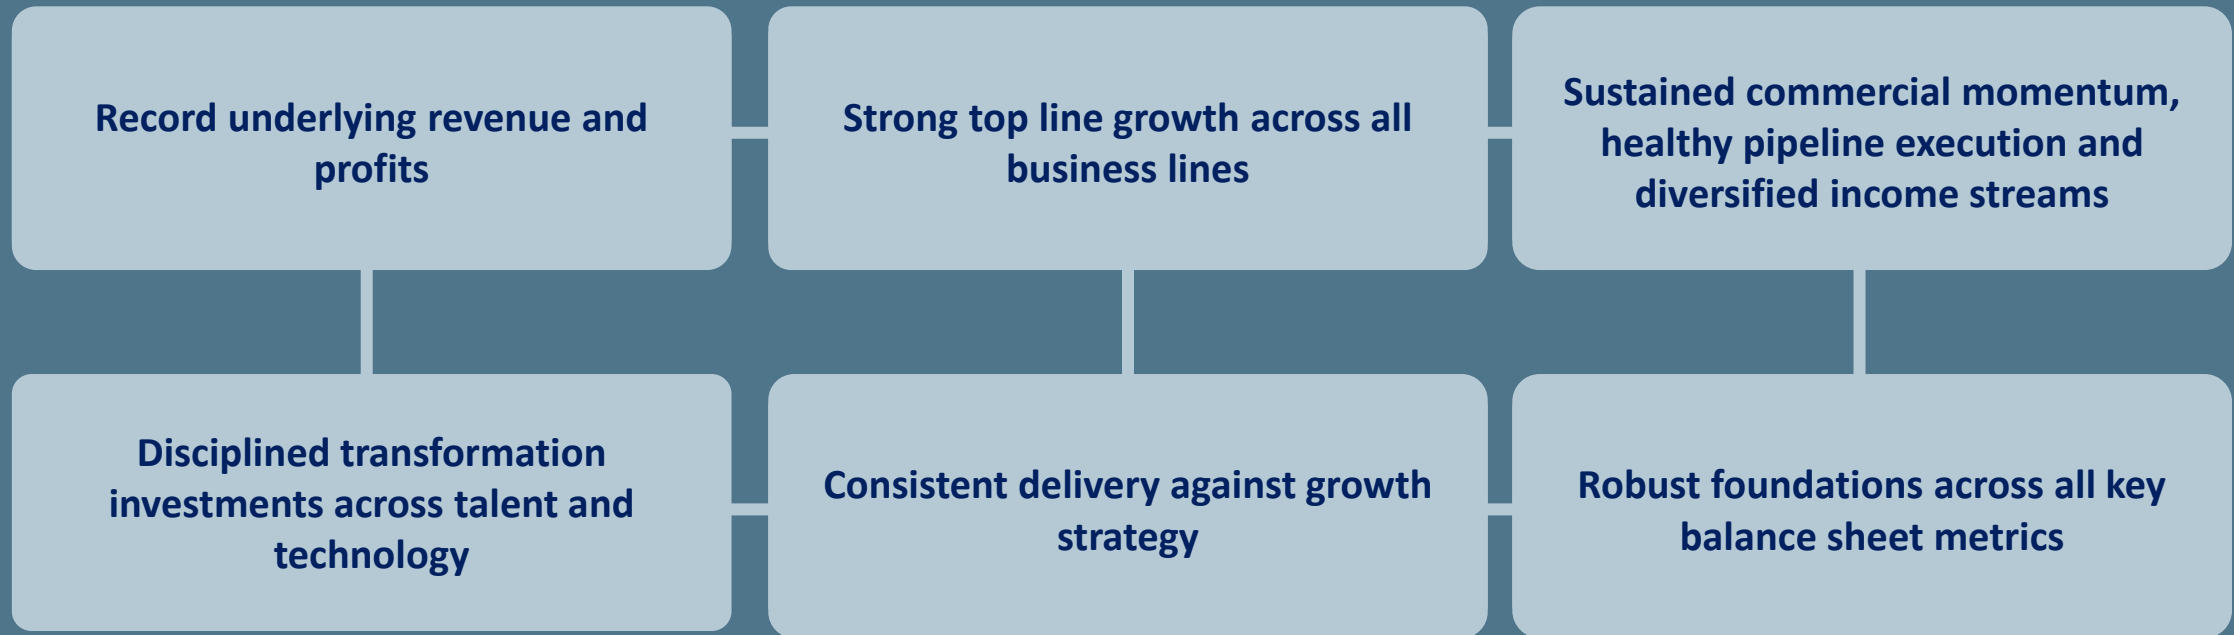 Record underlying revenue and
profits
Strong top line growth across all
business lines
Sustained commercial momentum,
healthy pipeline execution and
diversified income streams
Disciplined transformation
investments across talent and
technology
Consistent delivery against growth
strategy
Robust foundations across all key
balance sheet metrics